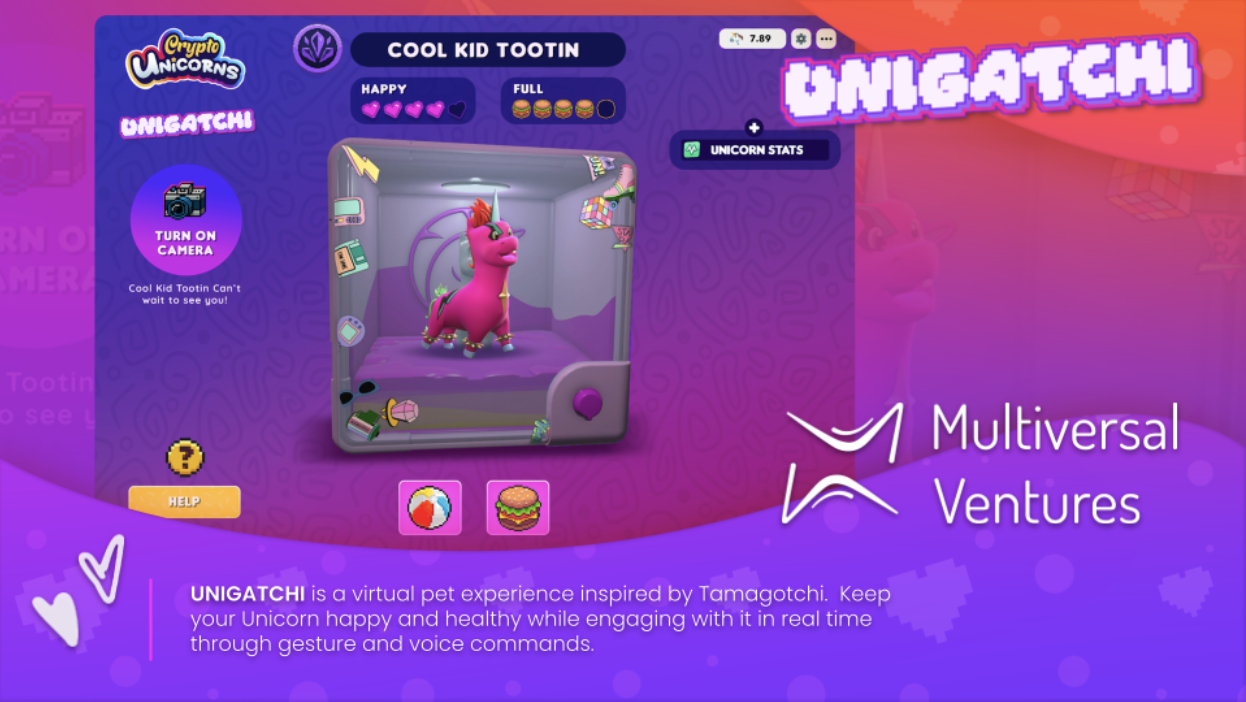 Crypto
UNICORNS
UNIGATCHI
COOL KID TOOTIN
7.89
UNIGATCHI
HAPPY
FULL
UNICORN STATS
TURN ON
CAMERA
Cool Kid Tootin Can't
wait to see you!
?
HELP
Multiversal
Ventures
UNIGATCHI is a virtual pet experience inspired by Tamagotchi. Keep
your Unicorn happy and healthy while engaging with it in real time
through gesture and voice commands.